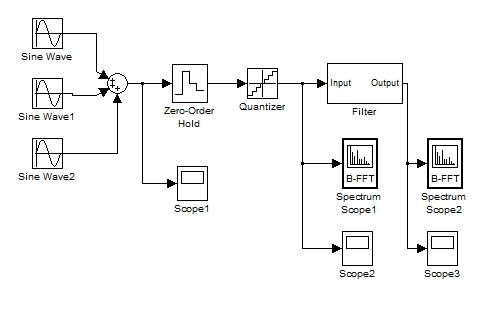 Sine Wave
Sine Wave1
Sine Wave2
+
+
+
Zero-Order
Hold
Quantizer
Input Output
Filter
Scope1
B-FFT
Spectrum
Scope1
B-FFT
Spectrum
Scope2
Scope2
Scope3